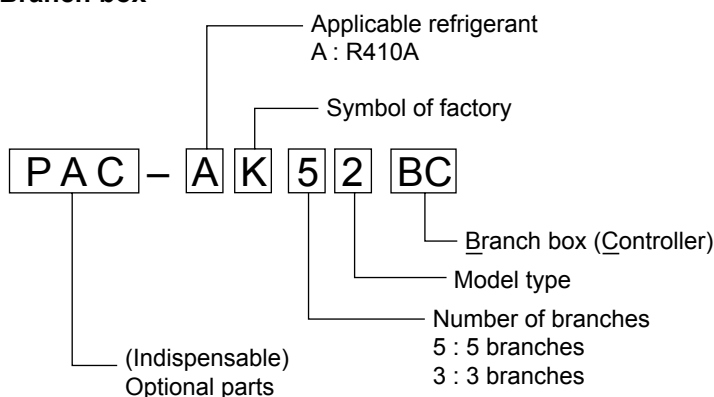 Branch box
Applicable refrigerant
A : R410A
Symbol of factory
PAC – A K 5 2 BC
Branch box (Controller)
Model type
Number of branches
5 : 5 branches
3 : 3 branches
(Indispensable)
Optional parts